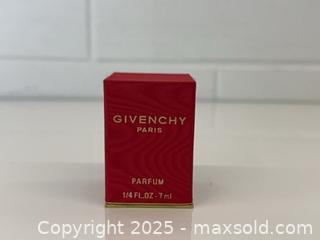 GIVENCHY
PARIS
PARFUM
1/4 FL.OZ - 7 ml
Copyright © 2025 - maxsold.com